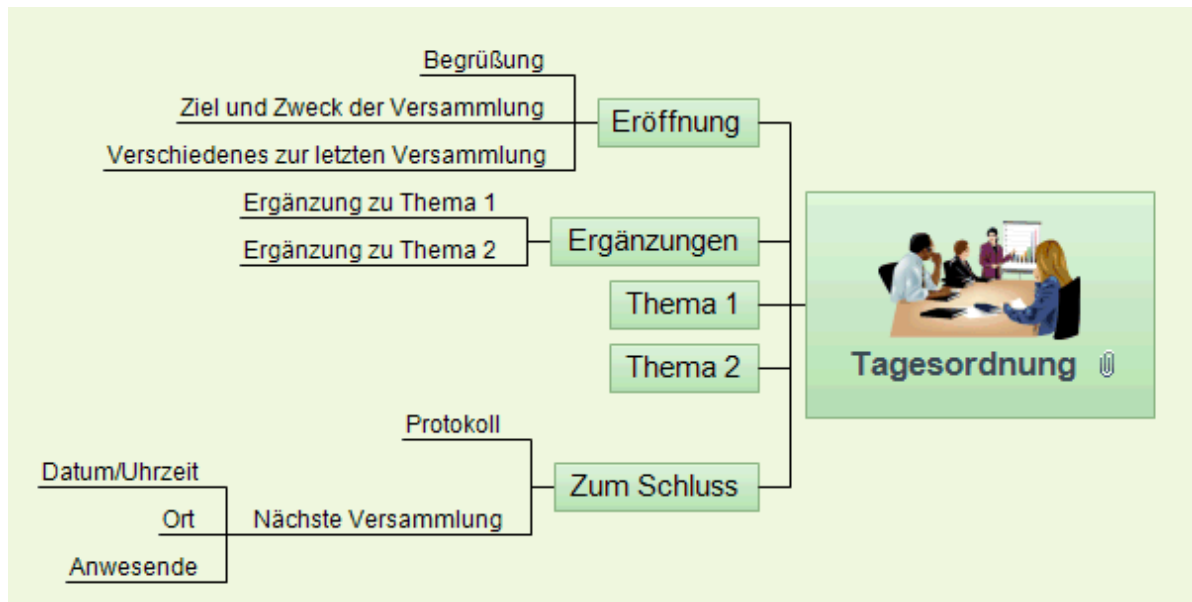 Begrüßung
Ziel und Zweck der Versammlung
Eröffnung
Verschiedenes zur letzten Versammlung
Ergänzung zu Thema 1
Ergänzungen
Ergänzung zu Thema 2
Thema 1
Thema 2
Tagesordnung
Protokoll
Zum Schluss
Datum/Uhrzeit
Ort
Nächste Versammlung
Anwesende